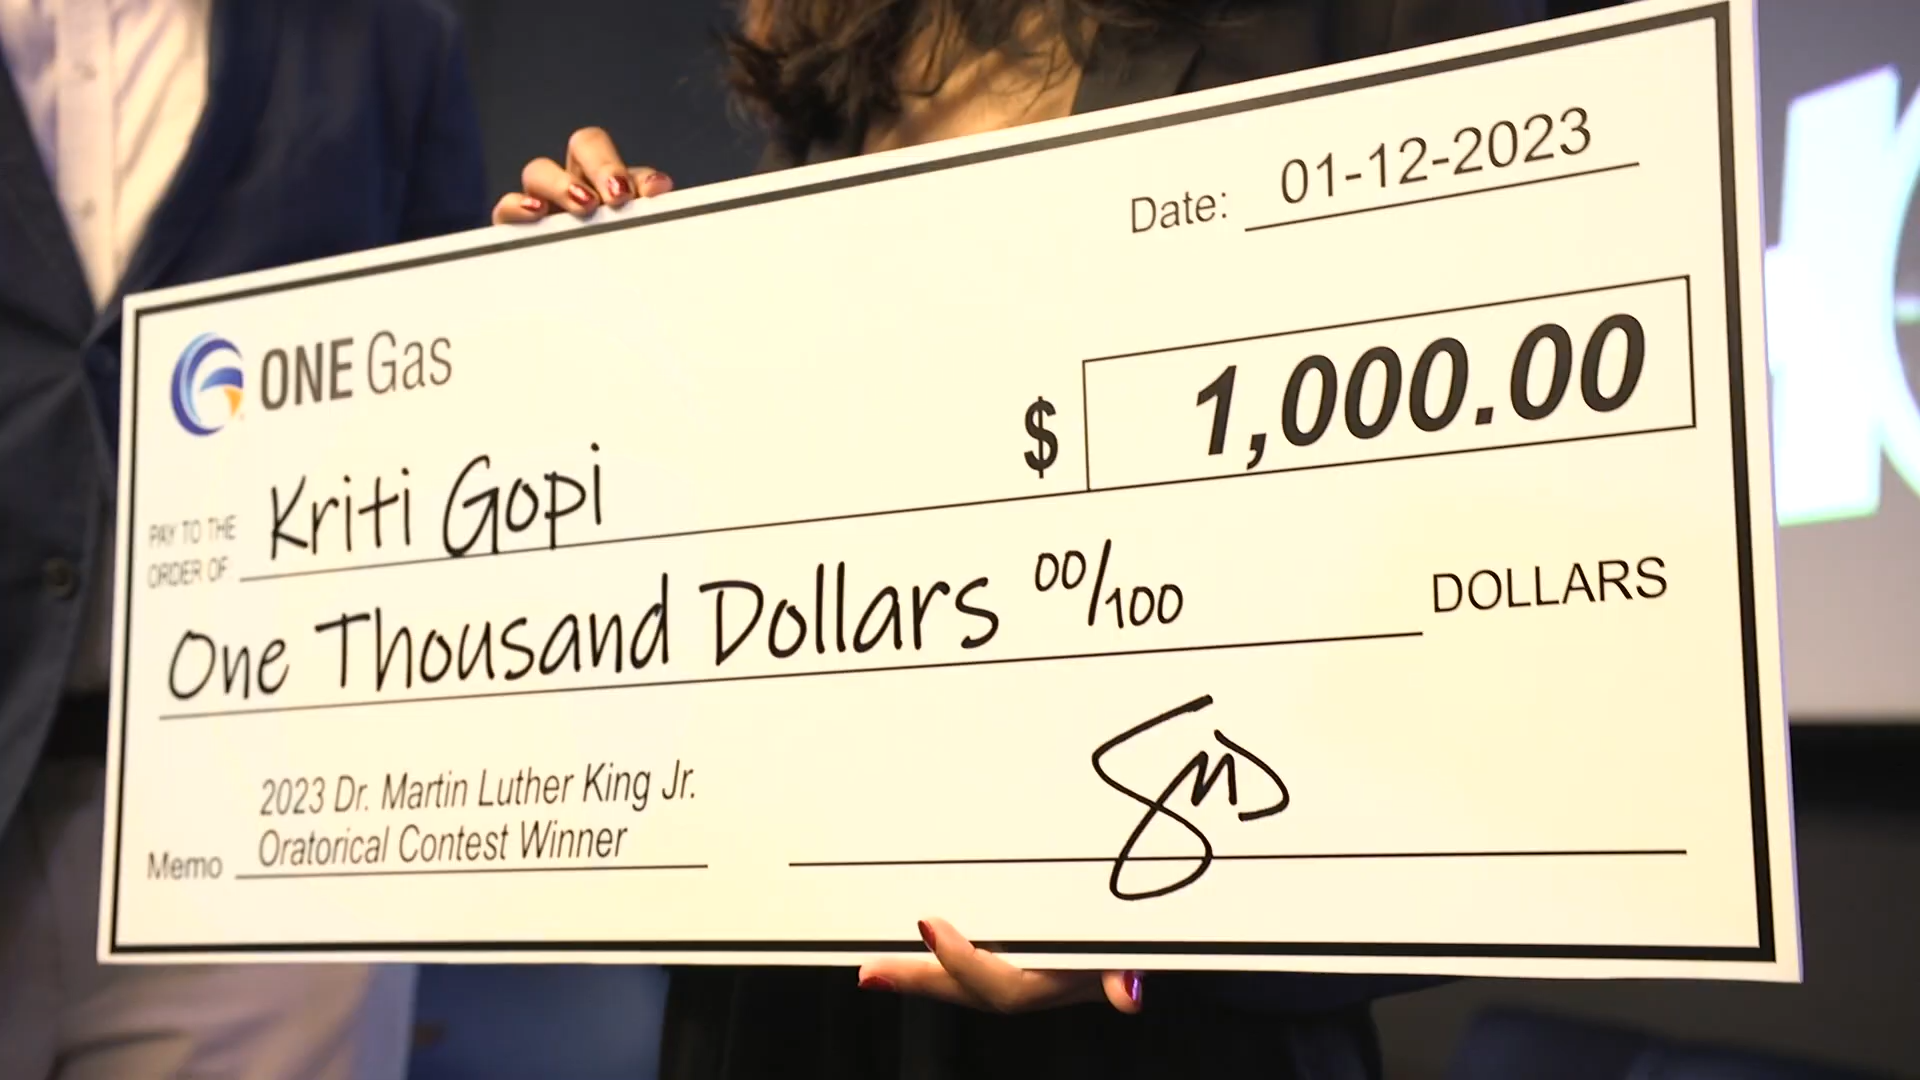 Date: 01-12-2023
ONE Gas
$ 1,000.00
PAY TO THE
ORDER OF: Kriti Gopi
One Thousand Dollars 00/100 DOLLARS
2023 Dr. Martin Luther King Jr.
Memo Oratorical Contest Winner